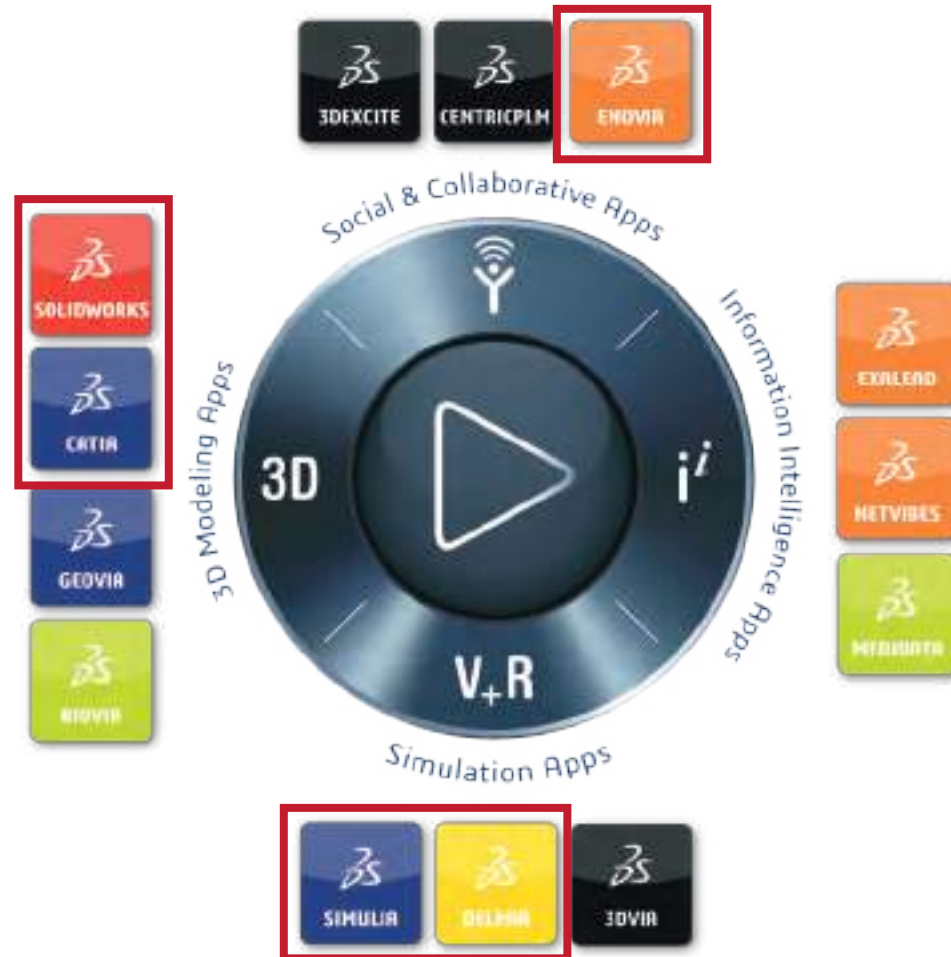 3DEXCITE
CENTRICPLM
ENOVIA
Social & Collaborative Apps
SOLIDWORKS
CATIA
GEOVIA
BIOVIA
3D Modeling Apps
3D
i i
V+R
Information Intelligence Apps
EXALEAD
NETVIBES
MEDIDATA
Simulation Apps
SIMULIA
DELMIA
3DVIA